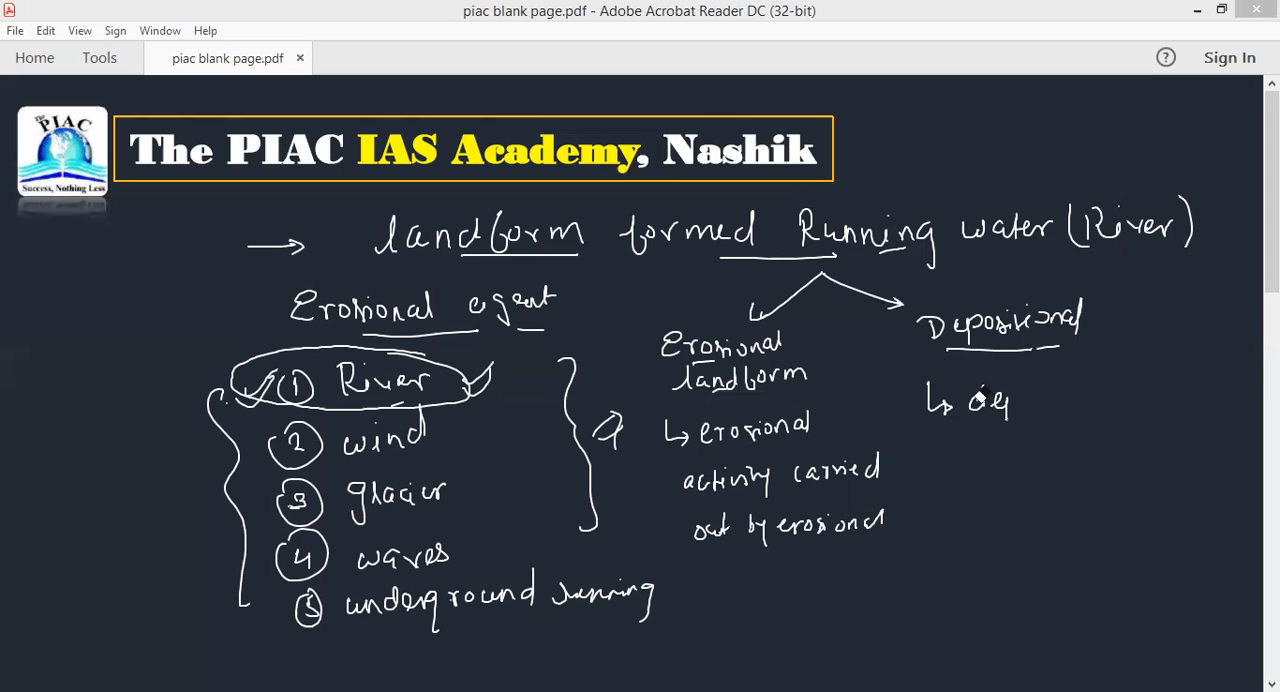 piac blank page.pdf - Adobe Acrobat Reader DC (32-bit)
File Edit View Sign Window Help
Home Tools piac blank page.pdf × ? Sign In
The PIAC
Success, Nothing Less
The PIAC IAS Academy, Nashik
→ landform formed Running water (River)
Erosional agent
① River
② wind
③ glacier
④ waves
⑤ underground running
Erosional
landform
↳ erosional
activity carried
out by erosional
Depositional
↳